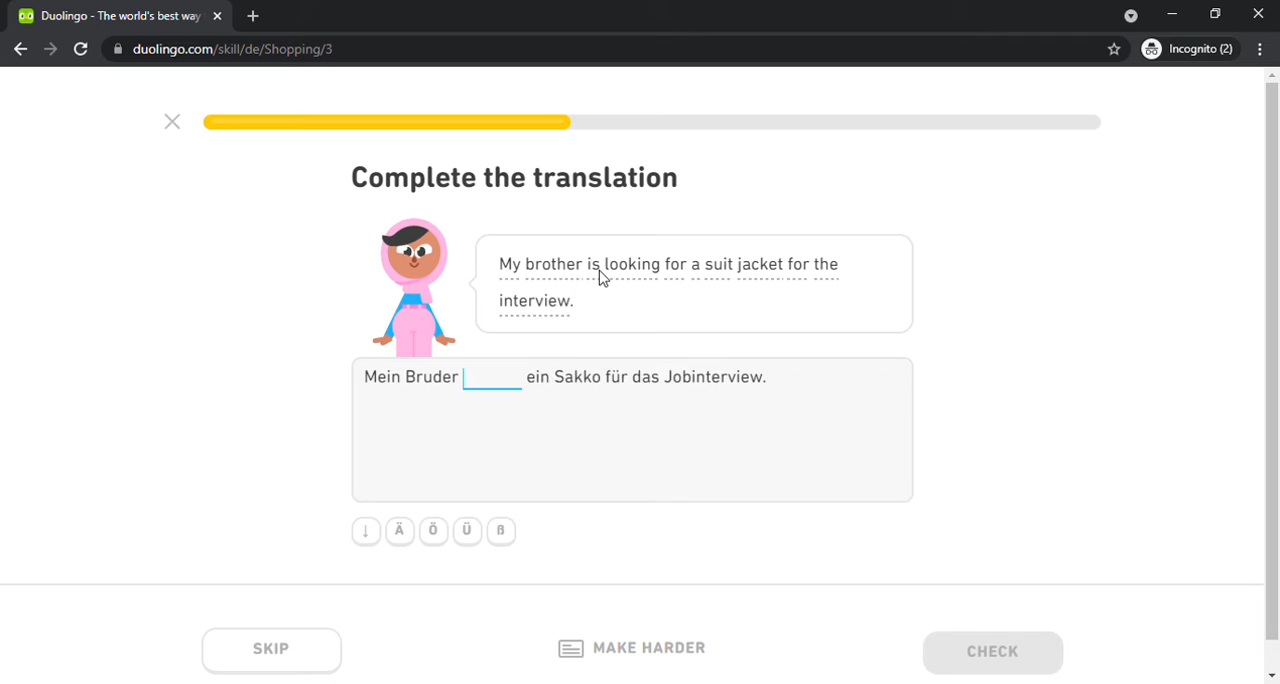 Duolingo - The world's best way
duolingo.com/skill/de/Shopping/3
Incognito (2)
Complete the translation
My brother is looking for a suit jacket for the
interview.
Mein Bruder ein Sakko für das Jobinterview.
↓ Ä Ö Ü ß
SKIP
MAKE HARDER
CHECK